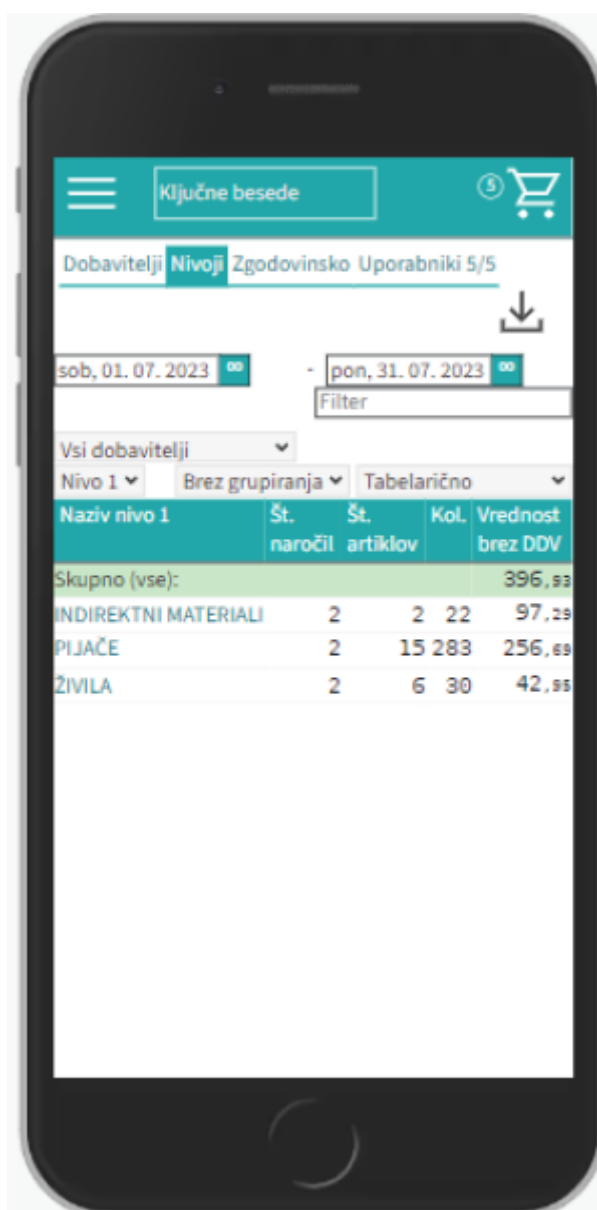 Ključne besede
5
Dobavitelji Nivoji Zgodovinsko Uporabniki 5/5
sob, 01. 07. 2023 - pon, 31. 07. 2023
Filter
Vsi dobavitelji
Nivo 1 Brez grupiranja Tabelarično
Naziv nivo 1 Št. naročil Št. artiklov Kol. Vrednost brez DDV
Skupno (vse): 396,93
INDIREKTNI MATERIALI 2 2 22 97,29
PIJAČE 2 15 283 256,69
ŽIVILA 2 6 30 42,95